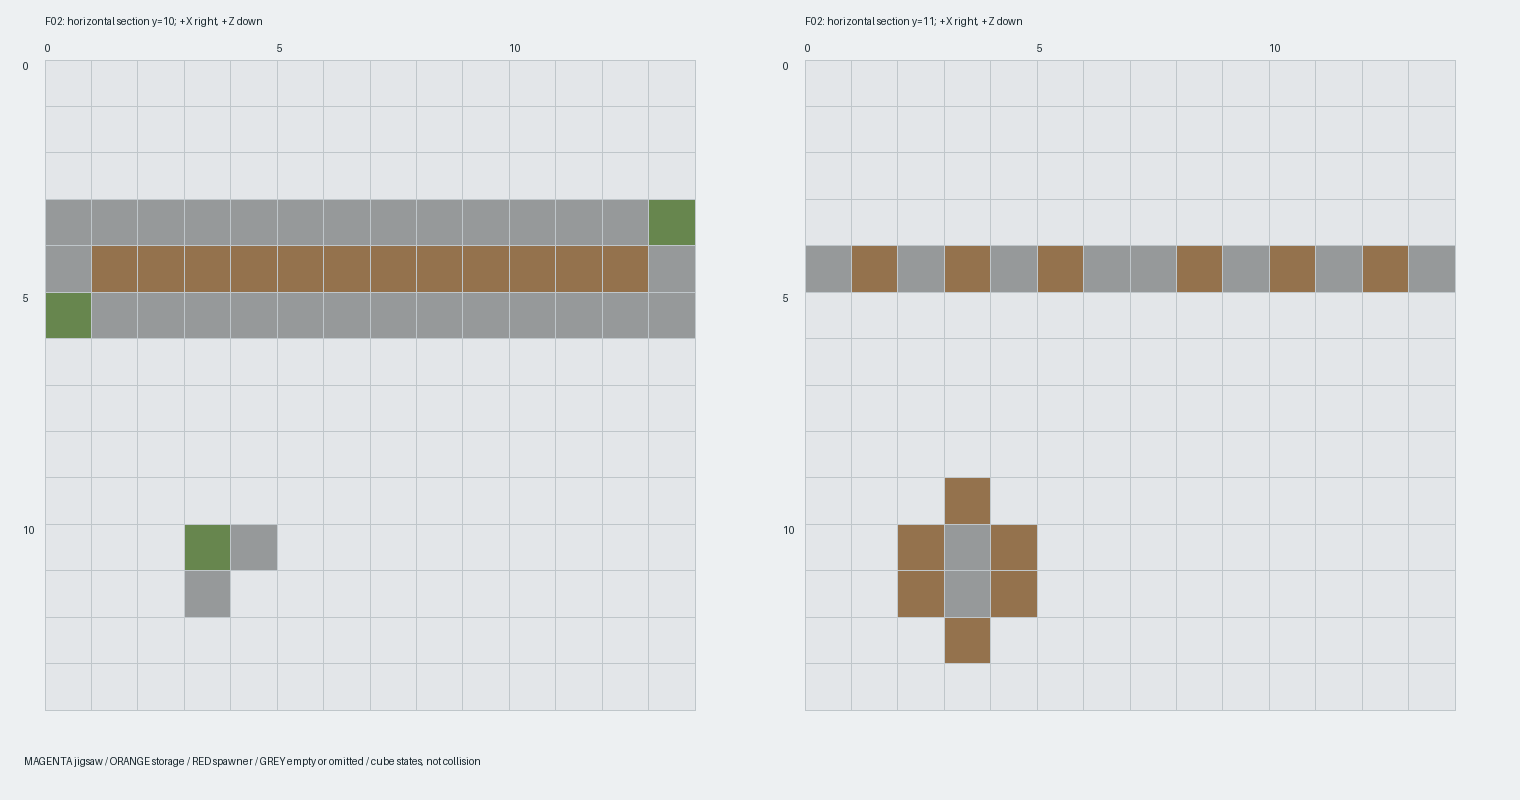 F02: horizontal section y=10; +X right, +Z down
F02: horizontal section y=11; +X right, +Z down
0 5 10
0 5 10
0
0
5
5
10
10
MAGENTA jigsaw / ORANGE storage / RED spawner / GREY empty or omitted / cube states, not collision